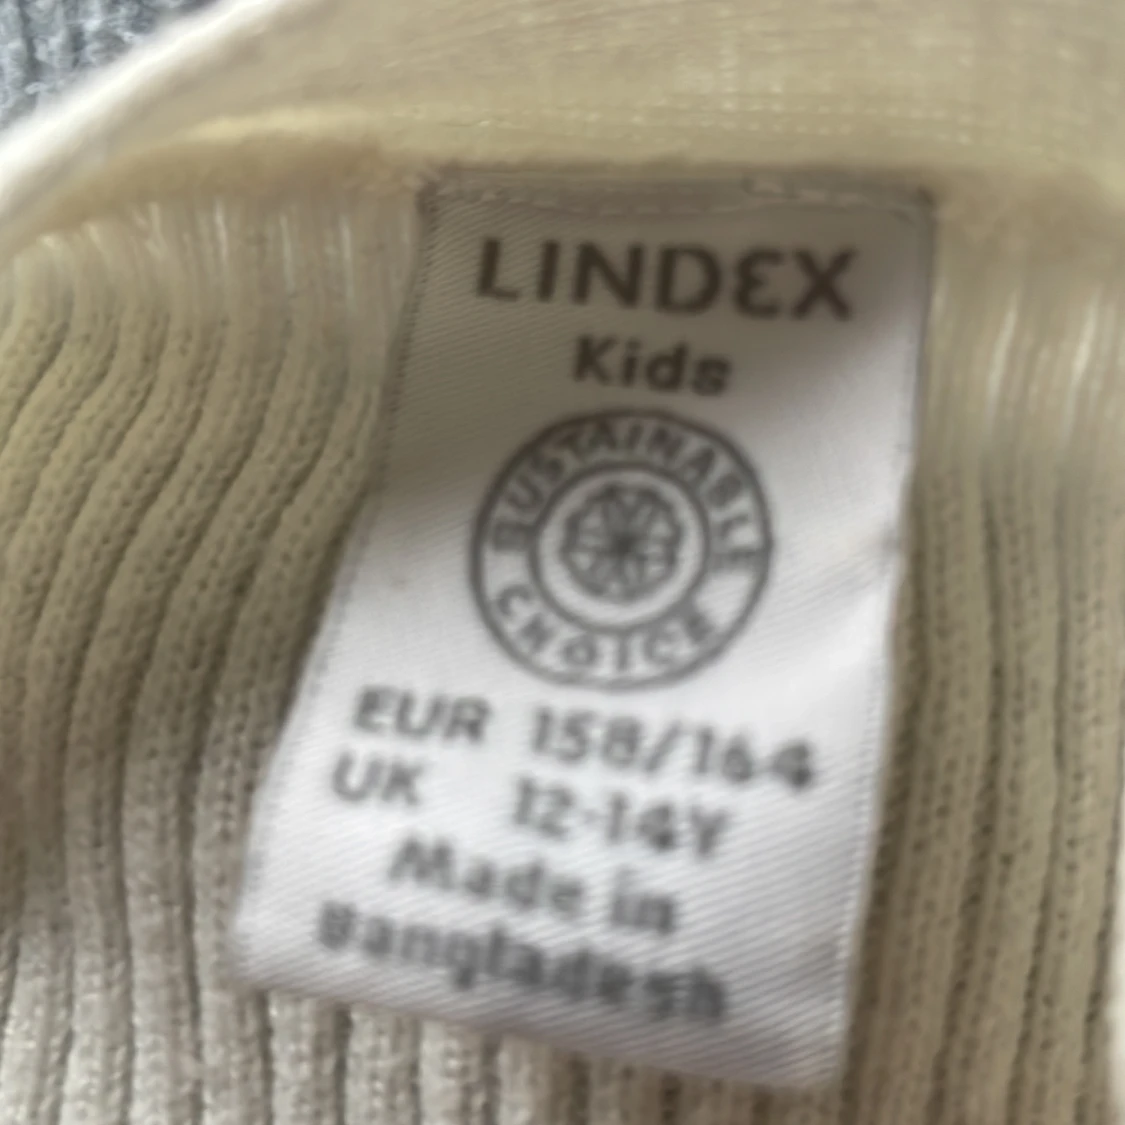 LINDEX
Kids
SUSTAINABLE
CHOICE
EUR 158/164
UK 12-14Y
Made in
Bangladesh